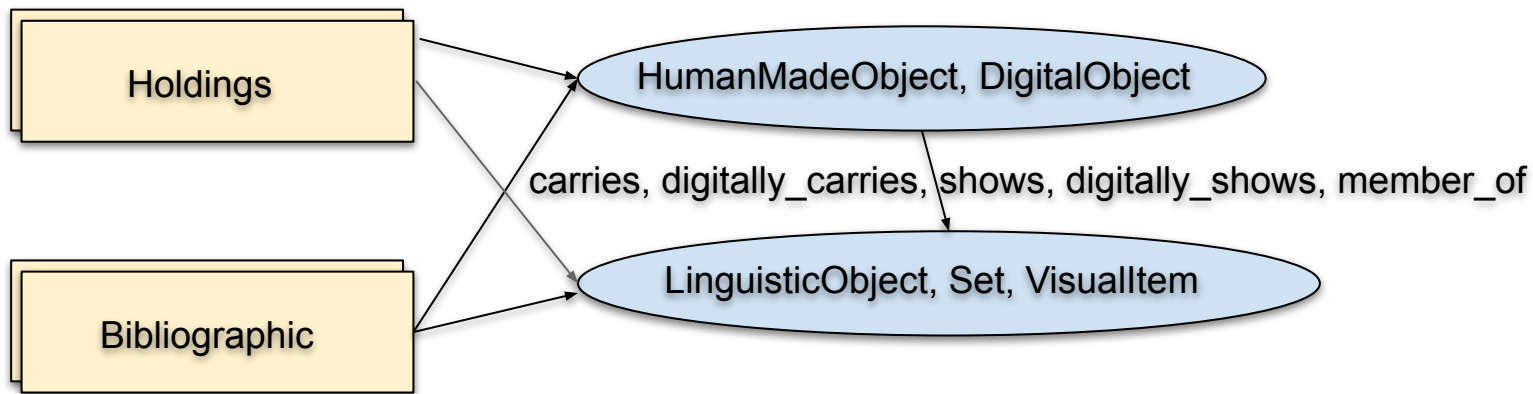 Holdings
HumanMadeObject, DigitalObject
carries, digitally_carries, shows, digitally_shows, member_of
LinguisticObject, Set, VisualItem
Bibliographic